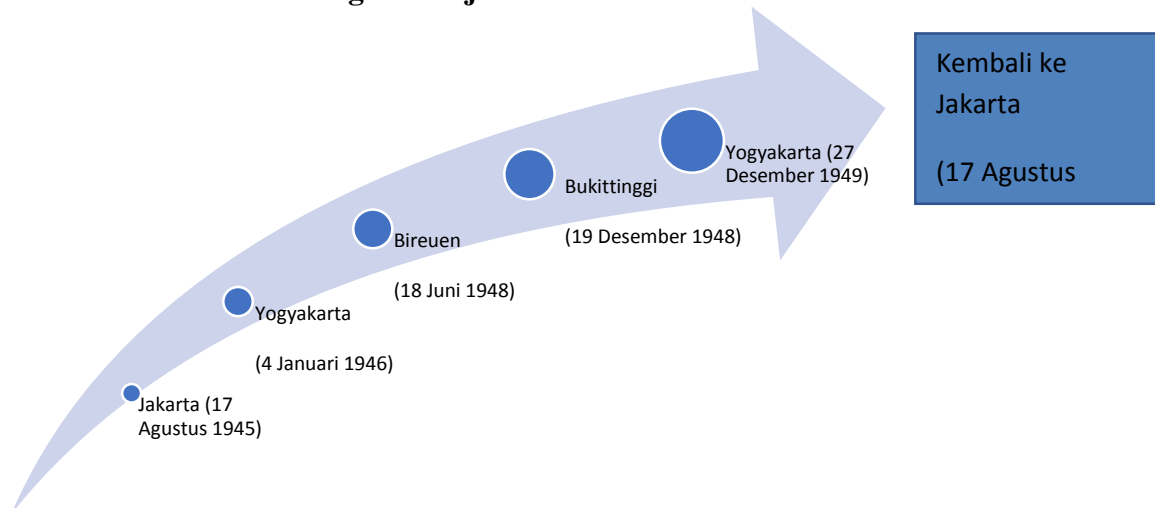 Kembali ke
Jakarta
(17 Agustus
Yogyakarta (27
Desember 1949)
Bukittinggi
(19 Desember 1948)
Bireuen
(18 Juni 1948)
Yogyakarta
(4 Januari 1946)
Jakarta (17
Agustus 1945)